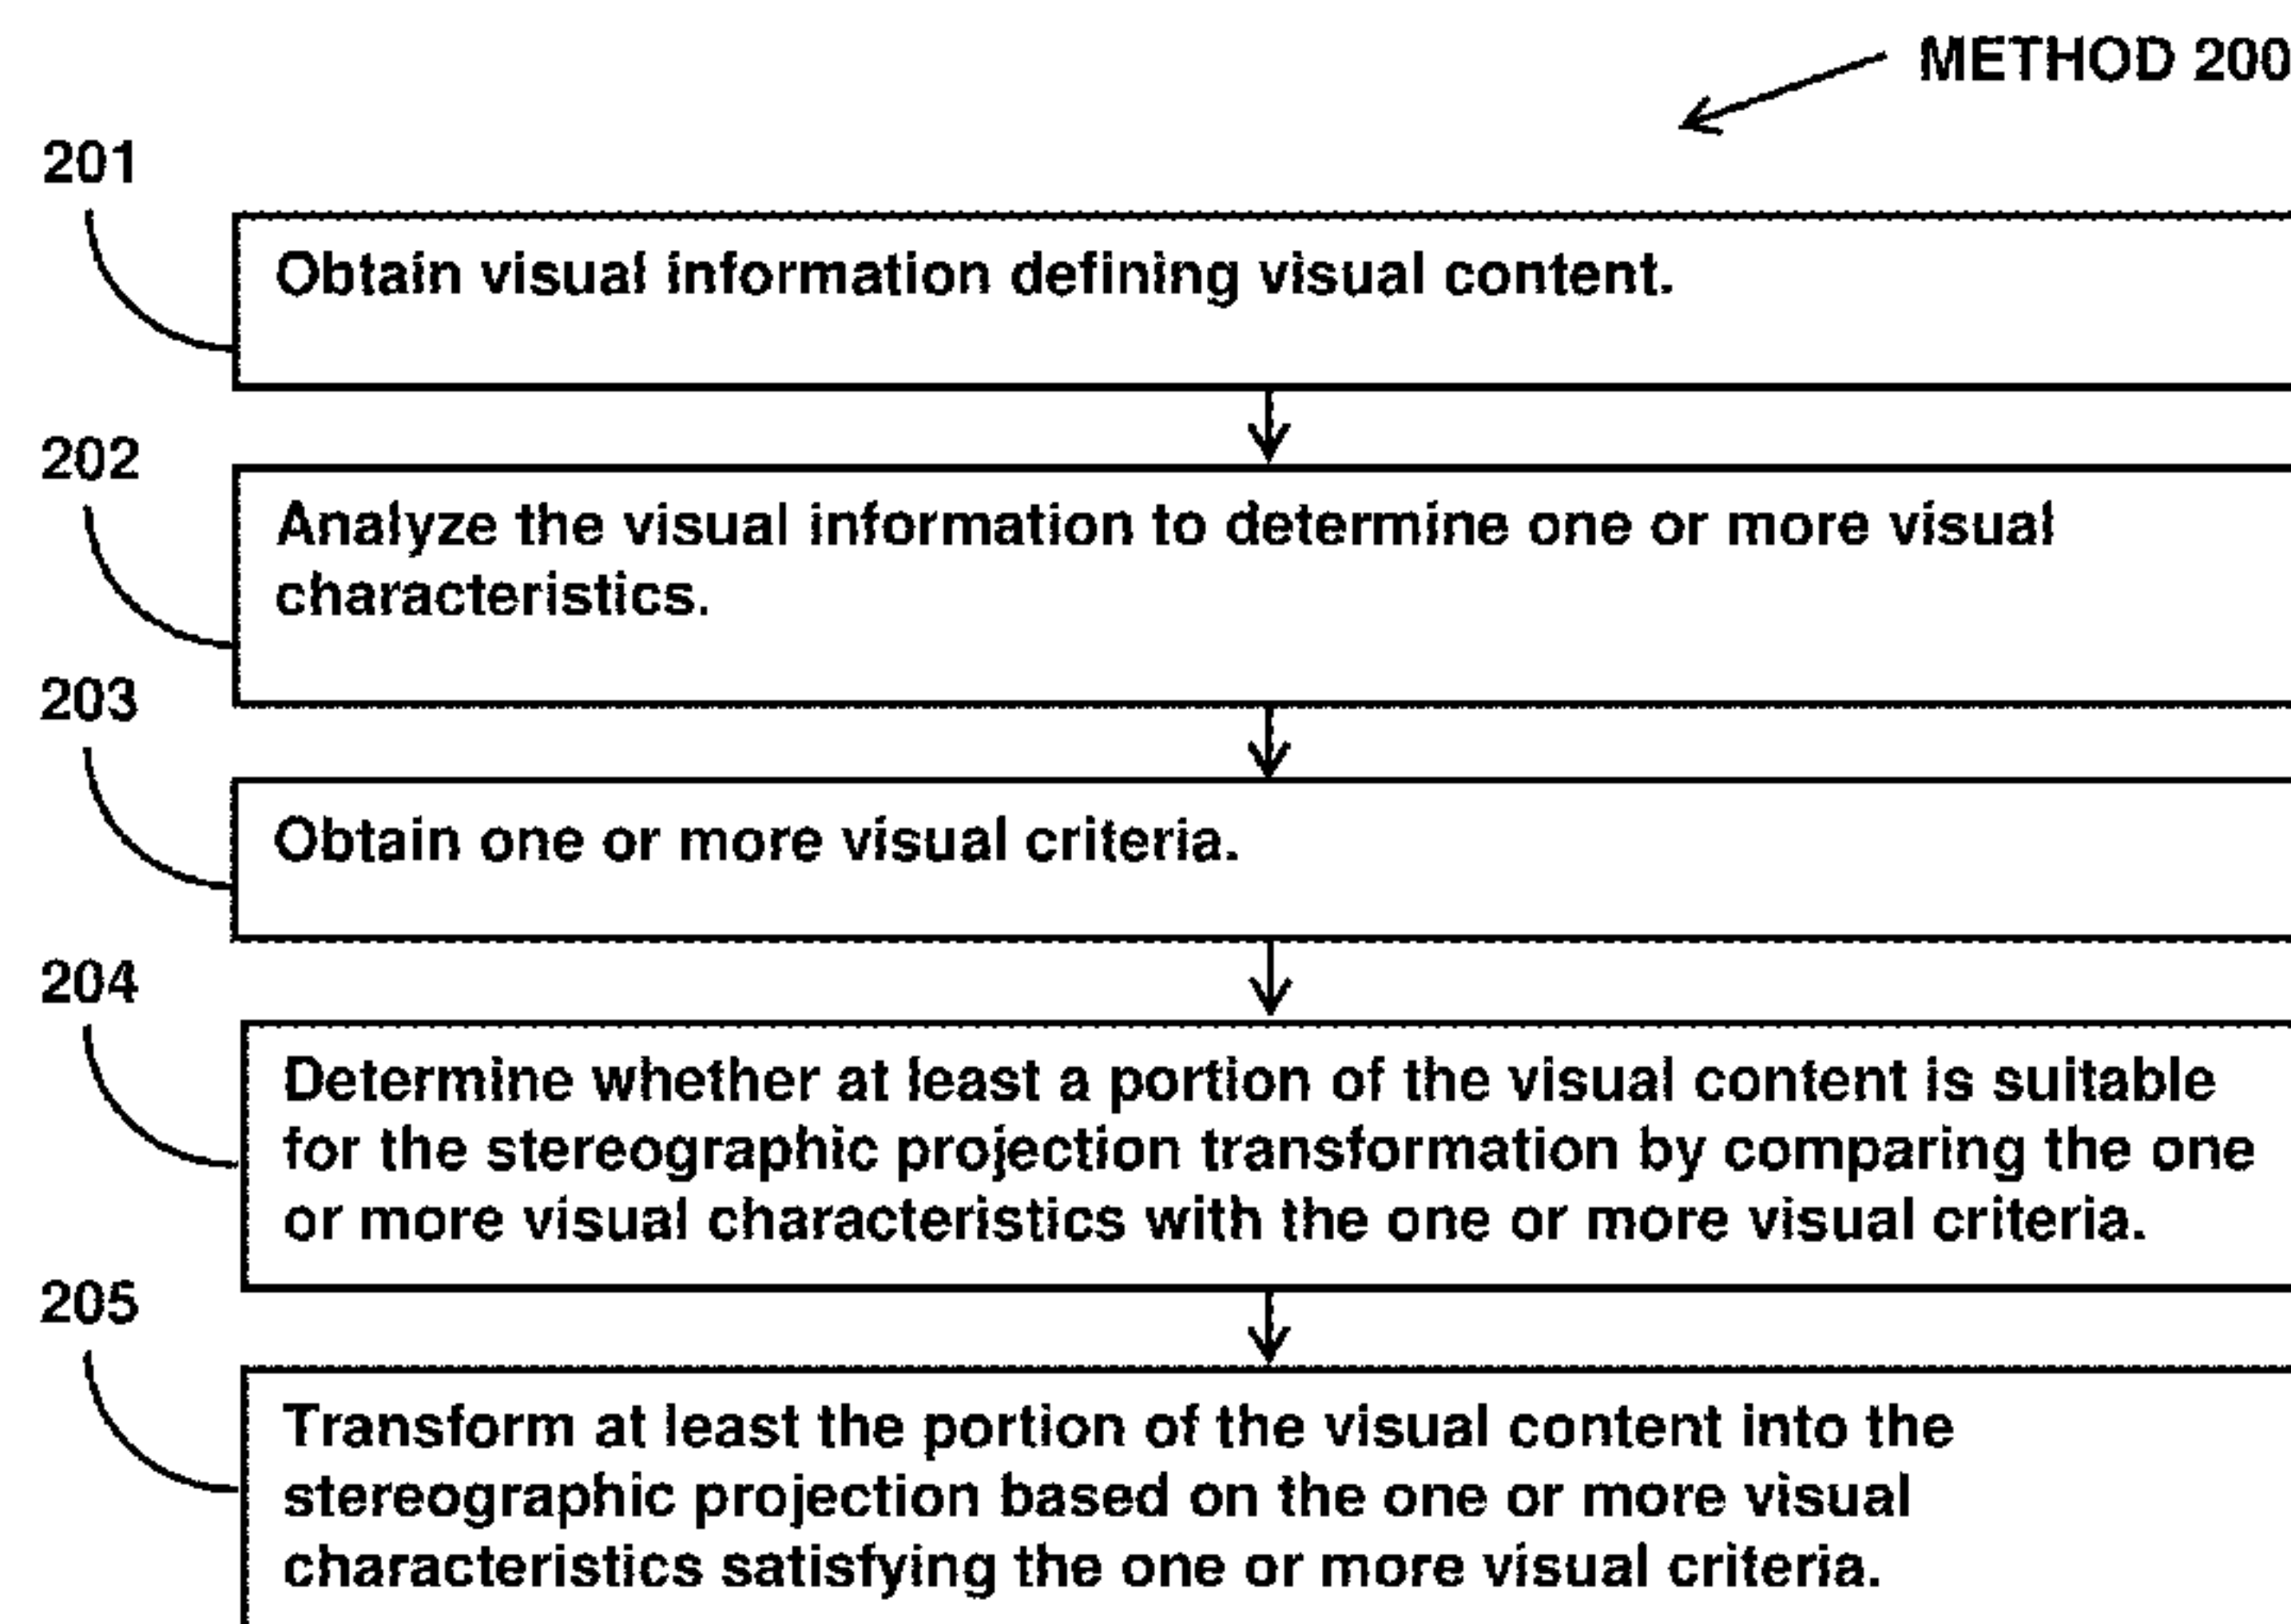 METHOD 200
201
Obtain visual information defining visual content.
202
Analyze the visual information to determine one or more visual
characteristics.
203
Obtain one or more visual criteria.
204
Determine whether at least a portion of the visual content is suitable
for the stereographic projection transformation by comparing the one
or more visual characteristics with the one or more visual criteria.
205
Transform at least the portion of the visual content into the
stereographic projection based on the one or more visual
characteristics satisfying the one or more visual criteria.